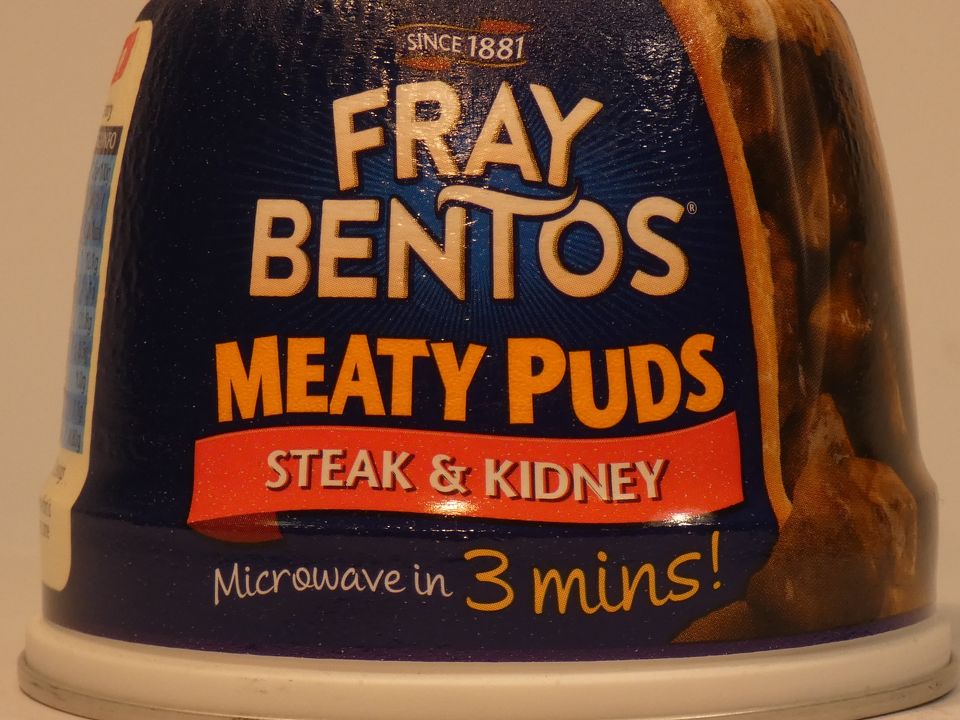 SINCE 1881
FRAY
BENTOS®
MEATY PUDS
STEAK & KIDNEY
Microwave in 3 mins!